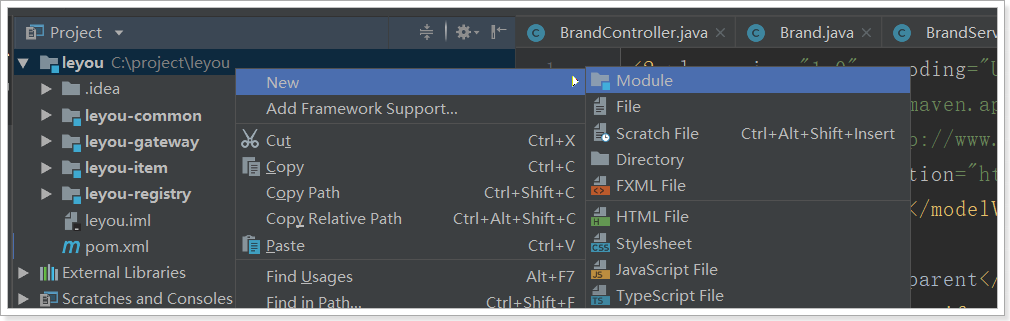 Project
BrandController.java
Brand.java
BrandServ
leyou C:\project\leyou
.idea
leyou-common
leyou-gateway
leyou-item
leyou-registry
leyou.iml
pom.xml
External Libraries
Scratches and Consoles
New
Add Framework Support...
Cut Ctrl+X
Copy Ctrl+C
Copy Path Ctrl+Shift+C
Copy Relative Path Ctrl+Alt+Shift+C
Paste Ctrl+V
Find Usages Alt+F7
Find in Path... Ctrl+Shift+F
Module
File
Scratch File Ctrl+Alt+Shift+Insert
Directory
FXML File
HTML File
Stylesheet
JavaScript File
TypeScript File
oding="U
maven.ap
p://www.
tion="ht
</modelV
parent</